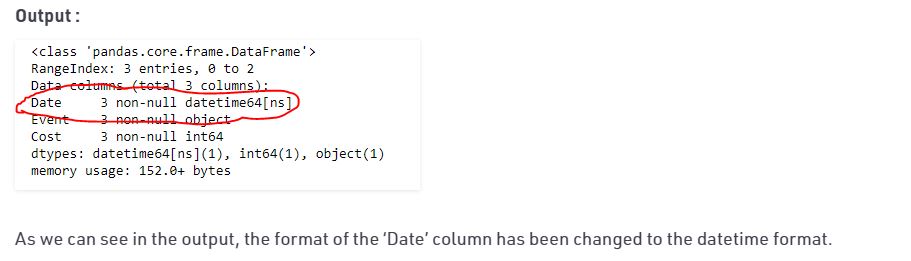 Output :
<class 'pandas.core.frame.DataFrame'>
RangeIndex: 3 entries, 0 to 2
Data columns (total 3 columns):
Date     3 non-null datetime64[ns]
Event    3 non-null object
Cost     3 non-null int64
dtypes: datetime64[ns](1), int64(1), object(1)
memory usage: 152.0+ bytes
As we can see in the output, the format of the ‘Date’ column has been changed to the datetime format.